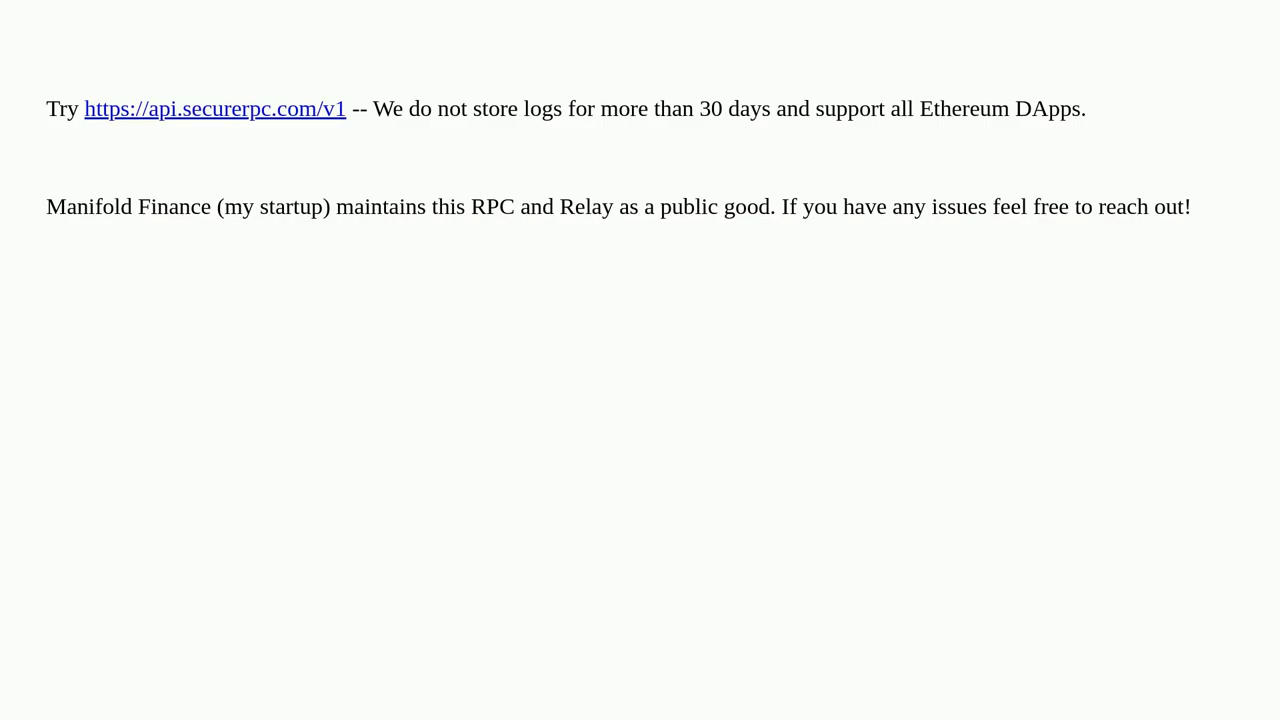 Try https://api.securerpc.com/v1 -- We do not store logs for more than 30 days and support all Ethereum DApps.
Manifold Finance (my startup) maintains this RPC and Relay as a public good. If you have any issues feel free to reach out!